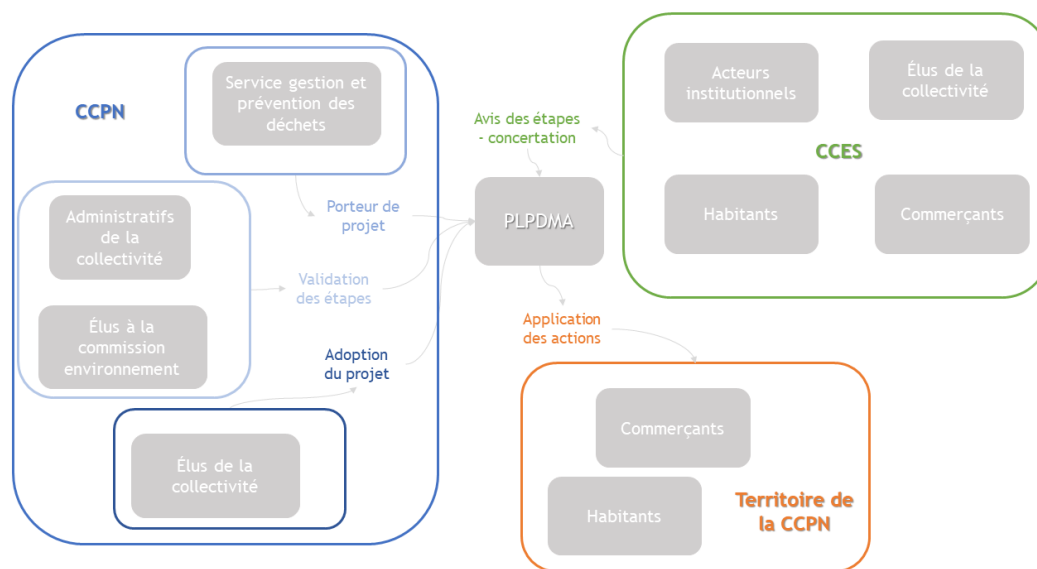 CCPN
Service gestion et
prévention des
déchets
Administratifs
de la
collectivité
Élus à la
commission
environnement
Élus de la
collectivité
Porteur de
projet
Validation
des étapes
Adoption
du projet
Avis des étapes
- concertation
PLPDMA
Application
des actions
Acteurs
institutionnels
Élus de la
collectivité
CCES
Habitants
Commerçants
Commerçants
Habitants
Territoire de
la CCPN